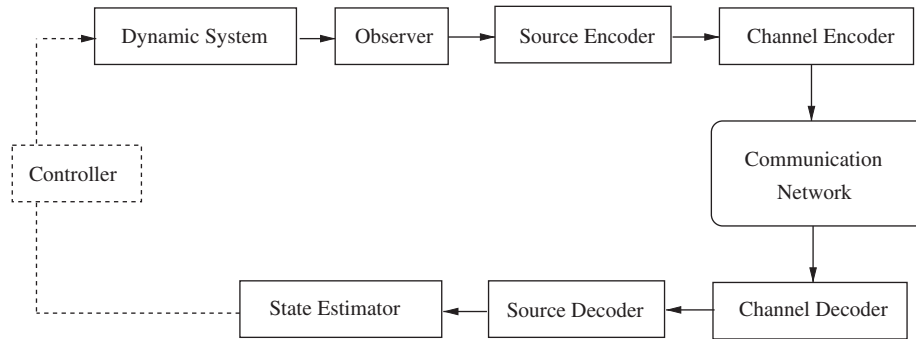 Dynamic System
Observer
Source Encoder
Channel Encoder
Controller
Communication
Network
State Estimator
Source Decoder
Channel Decoder